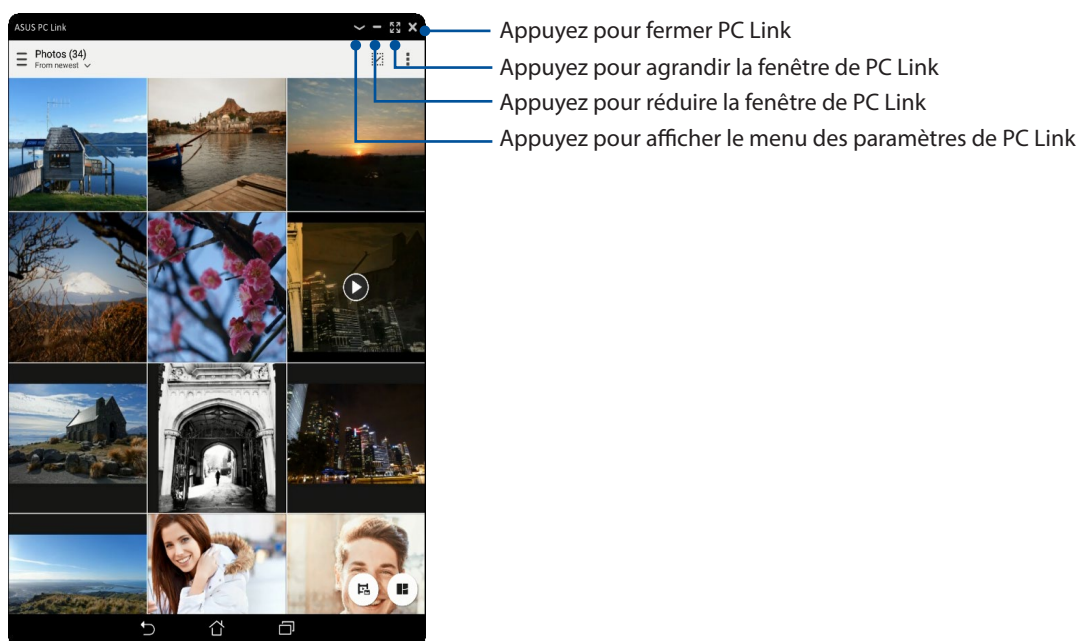 ASUS PC Link
Photos (34)
From newest
Appuyez pour fermer PC Link
Appuyez pour agrandir la fenêtre de PC Link
Appuyez pour réduire la fenêtre de PC Link
Appuyez pour afficher le menu des paramètres de PC Link